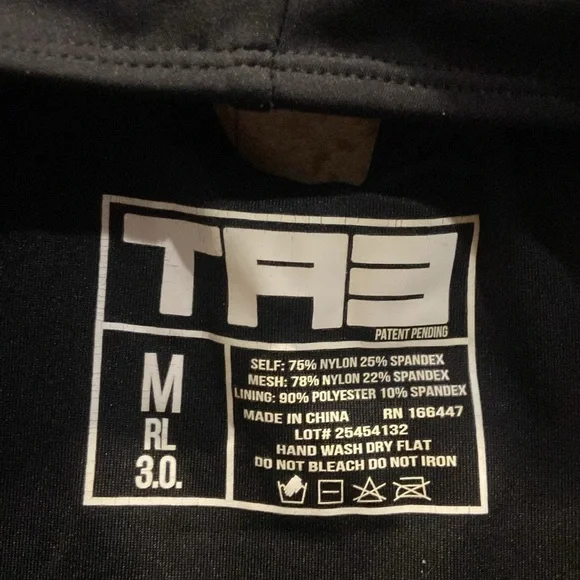 TA3
PATENT PENDING
M
RL
3.0.
SELF: 75% NYLON 25% SPANDEX
MESH: 78% NYLON 22% SPANDEX
LINING: 90% POLYESTER 10% SPANDEX
MADE IN CHINA RN 166447
LOT# 25454132
HAND WASH DRY FLAT
DO NOT BLEACH DO NOT IRON